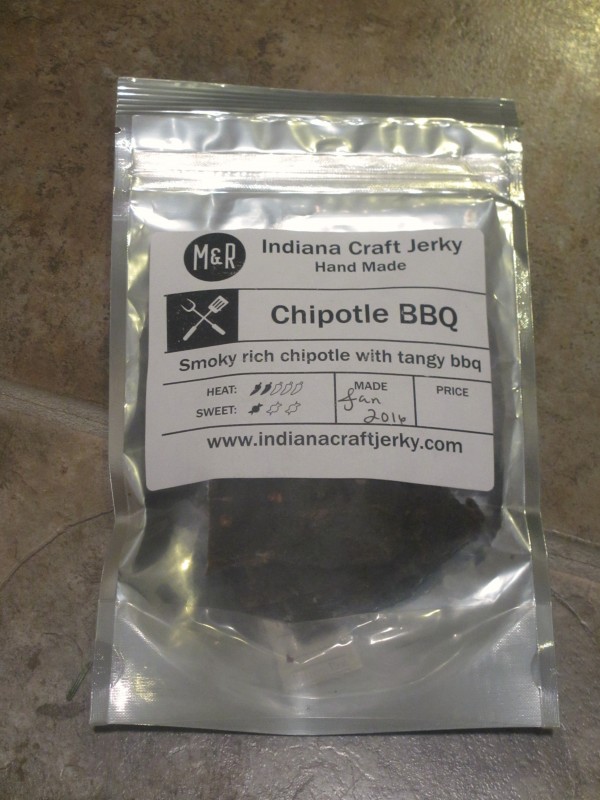 M&R
Indiana Craft Jerky
Hand Made
Chipotle BBQ
Smoky rich chipotle with tangy bbq
HEAT:
SWEET:
MADE
Jan
2016
PRICE
www.indianacraftjerky.com